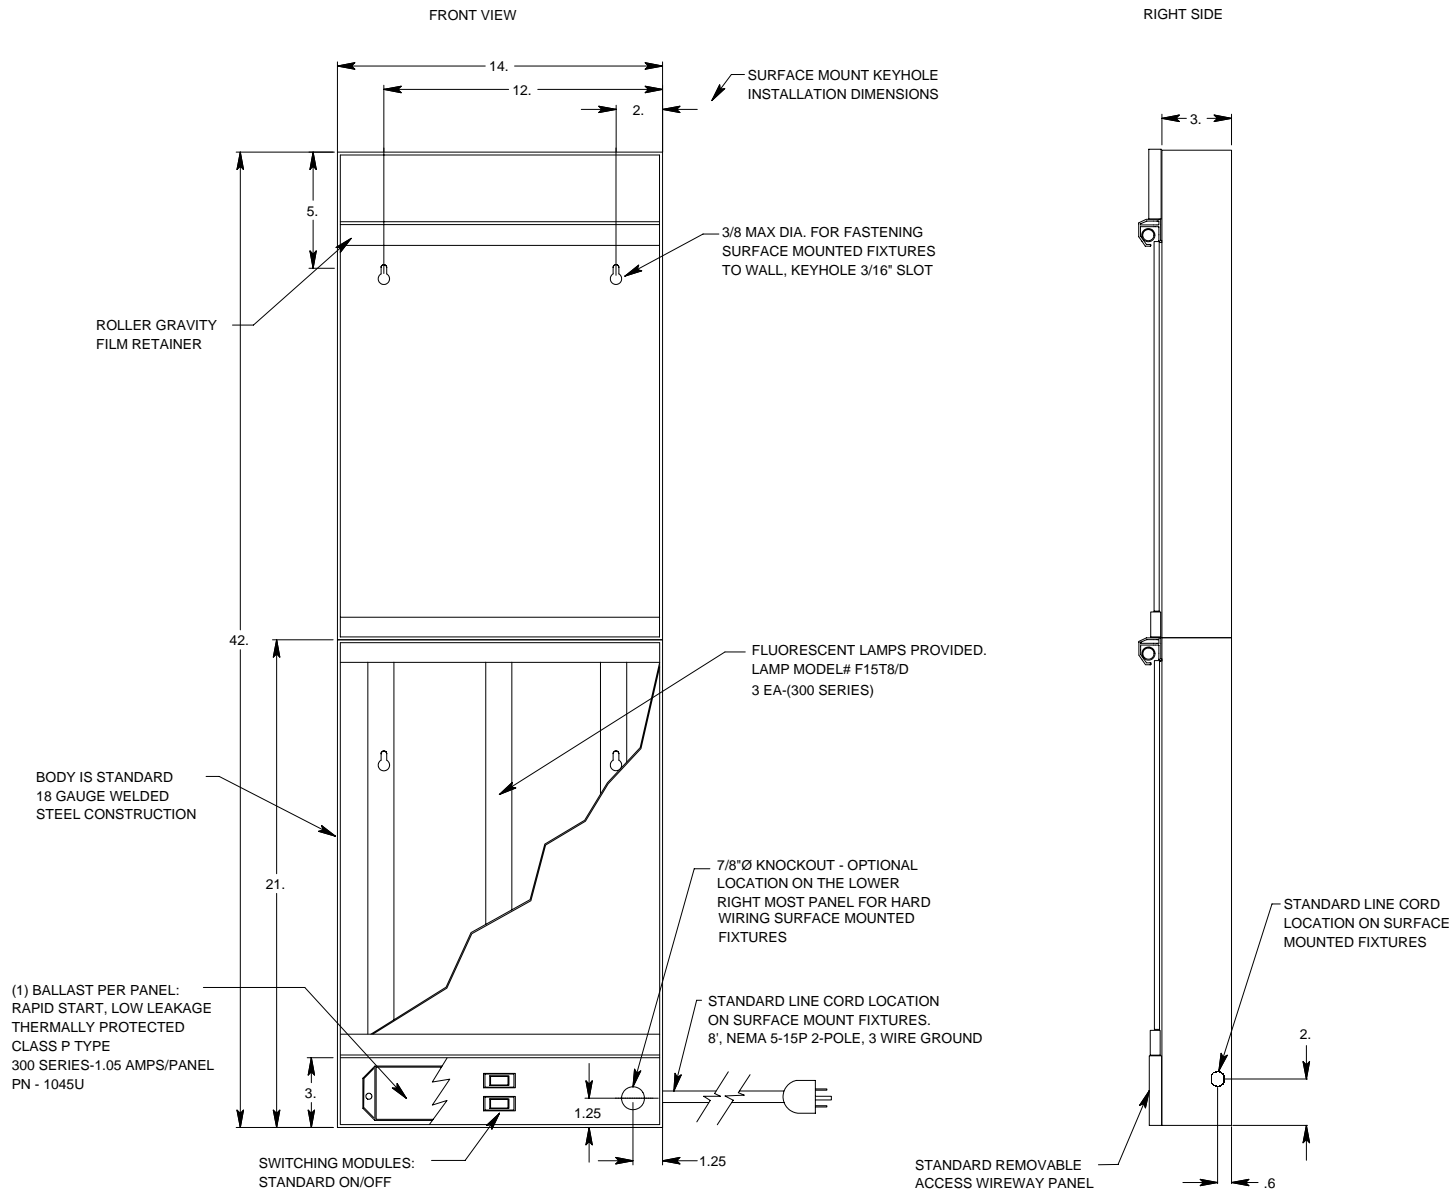 FRONT VIEW
RIGHT SIDE
14.
12.
2.
SURFACE MOUNT KEYHOLE
INSTALLATION DIMENSIONS
3.
5.
3/8 MAX DIA. FOR FASTENING
SURFACE MOUNTED FIXTURES
TO WALL, KEYHOLE 3/16" SLOT
ROLLER GRAVITY
FILM RETAINER
42.
FLUORESCENT LAMPS PROVIDED.
LAMP MODEL# F15T8/D
3 EA-(300 SERIES)
BODY IS STANDARD
18 GAUGE WELDED
STEEL CONSTRUCTION
21.
7/8"Ø KNOCKOUT - OPTIONAL
LOCATION ON THE LOWER
RIGHT MOST PANEL FOR HARD
WIRING SURFACE MOUNTED
FIXTURES
STANDARD LINE CORD
LOCATION ON SURFACE
MOUNTED FIXTURES
(1) BALLAST PER PANEL:
RAPID START, LOW LEAKAGE
THERMALLY PROTECTED
CLASS P TYPE
300 SERIES-1.05 AMPS/PANEL
PN - 1045U
STANDARD LINE CORD LOCATION
ON SURFACE MOUNT FIXTURES.
8', NEMA 5-15P 2-POLE, 3 WIRE GROUND
2.
3.
1.25
1.25
SWITCHING MODULES:
STANDARD ON/OFF
STANDARD REMOVABLE
ACCESS WIREWAY PANEL
.6